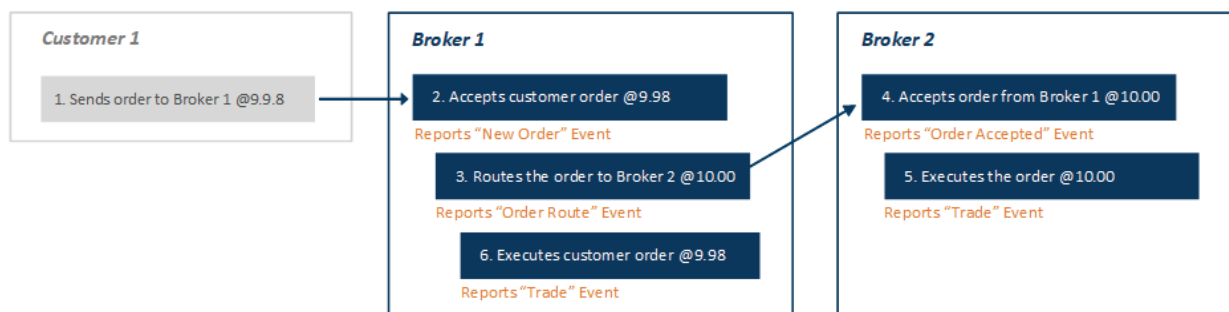 Customer 1
1. Sends order to Broker 1 @9.9.8
Broker 1
2. Accepts customer order @9.98
Reports "New Order" Event
3. Routes the order to Broker 2 @10.00
Reports "Order Route" Event
6. Executes customer order @9.98
Reports "Trade" Event
Broker 2
4. Accepts order from Broker 1 @10.00
Reports "Order Accepted" Event
5. Executes the order @10.00
Reports "Trade" Event